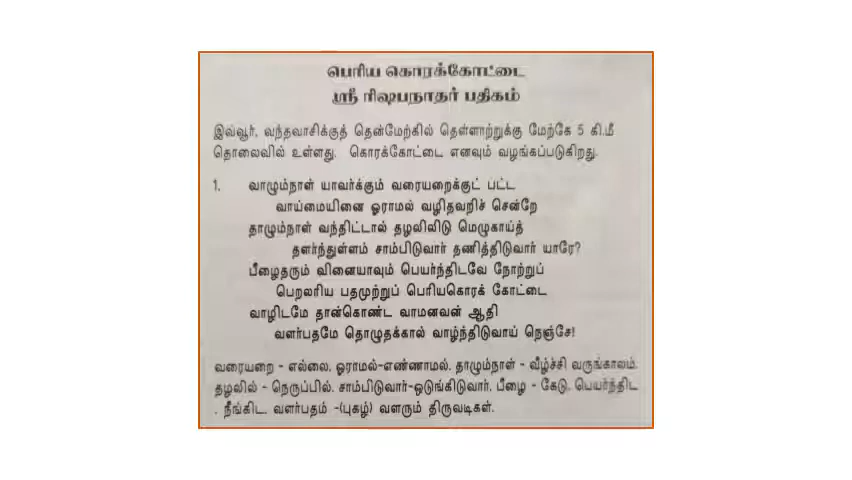 பெரிய கொரக்கோட்டை
ஸ்ரீ ரிஷபநாதர் பதிகம்
இவ்வூர், வந்தவாசிக்குத் தென்மேற்கில் தெள்ளாற்றுக்கு மேற்கே 5 கி.மீ
தொலைவில் உள்ளது. கொரக்கோட்டை எனவும் வழங்கப்படுகிறது.
1. வாழும்நாள் யாவர்க்கும் வரையறைக்குட் பட்ட
வாய்மையினை ஓராமல் வழிதவறிச் சென்றே
தாழும்நாள் வந்திட்டால் தழலிலிடு மெழுகாய்த்
தளர்ந்துள்ளம் சாம்பிடுவார் தணித்திடுவார் யாரே?
பீழைதரும் வினையாவும் பெயர்ந்திடவே நோற்றுப்
பெறலரிய பதமுற்றுப் பெரியகொரக் கோட்டை
வாழிடமே தான்கொண்ட வாமனவன் ஆதி
வளர்பதமே தொழுதக்கால் வாழ்ந்திடுவாய் நெஞ்சே!
வரையறை - எல்லை. ஓராமல்-எண்ணாமல். தாழும்நாள் - வீழ்ச்சி வருங்காலம்.
தழலில் - நெருப்பில். சாம்பிடுவார்-ஒடுங்கிடுவார். பீழை - கேடு. பெயர்ந்திட
. நீங்கிட. வளர்பதம் -(புகழ்) வளரும் திருவடிகள்.